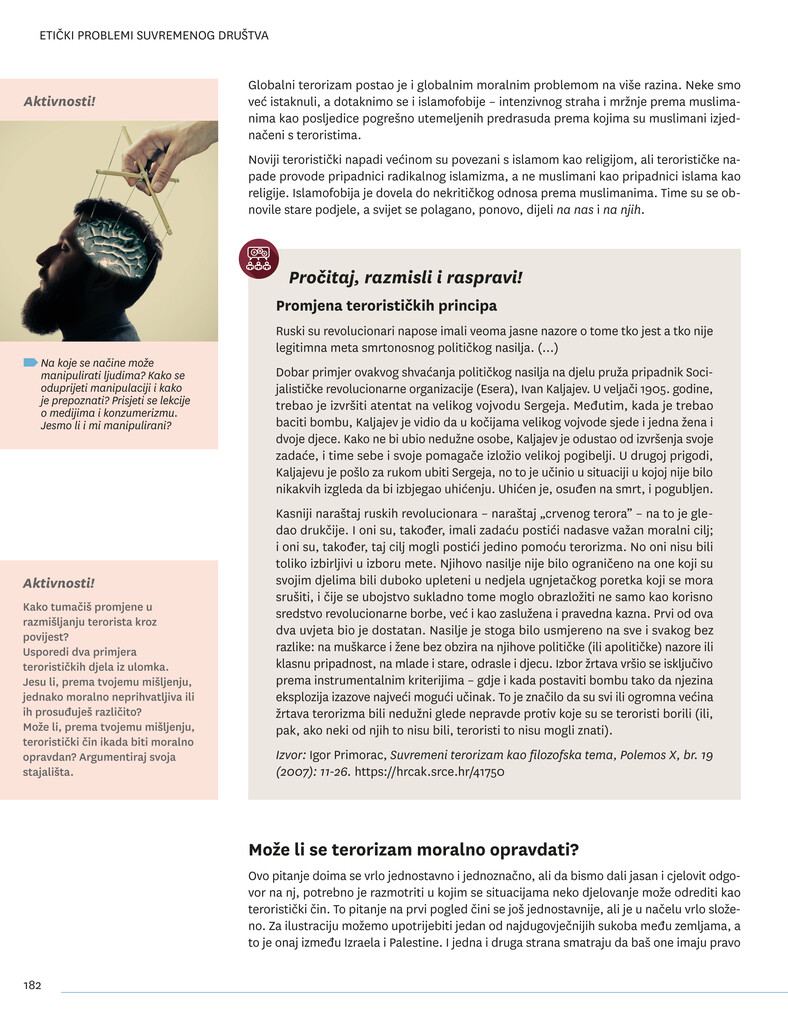 ETIČKI PROBLEMI SUVREMENOG DRUŠTVA
Aktivnosti!
Na koje se načine može
manipulirati ljudima? Kako se
oduprijeti manipulaciji i kako
je prepoznati? Prisjeti se lekcije
o medijima i konzumerizmu.
Jesmo li i mi manipulirani?
Aktivnosti!
Kako tumačiš promjene u
razmišljanju terorista kroz
povijest?
Usporedi dva primjera
terorističkih djela iz ulomka.
Jesu li, prema tvojemu mišljenju,
jednako moralno neprihvatljiva ili
ih prosuđuješ različito?
Može li, prema tvojemu mišljenju,
teroristički čin ikada biti moralno
opravdan? Argumentiraj svoja
stajališta.
Globalni terorizam postao je i globalnim moralnim problemom na više razina. Neke smo
već istaknuli, a dotaknimo se i islamofobije – intenzivnog straha i mržnje prema muslima-
nima kao posljedice pogrešno utemeljenih predrasuda prema kojima su muslimani izjed-
načeni s teroristima.
Noviji teroristički napadi većinom su povezani s islamom kao religijom, ali terorističke na-
pade provode pripadnici radikalnog islamizma, a ne muslimani kao pripadnici islama kao
religije. Islamofobija je dovela do nekritičkog odnosa prema muslimanima. Time su se ob-
novile stare podjele, a svijet se polagano, ponovo, dijeli na nas i na njih.
Pročitaj, razmisli i raspravi!
Promjena terorističkih principa
Ruski su revolucionari napose imali veoma jasne nazore o tome tko jest a tko nije
legitimna meta smrtonosnog političkog nasilja. (...)
Dobar primjer ovakvog shvaćanja političkog nasilja na djelu pruža pripadnik Soci-
jalističke revolucionarne organizacije (Esera), Ivan Kaljajev. U veljači 1905. godine,
trebao je izvršiti atentat na velikog vojvodu Sergeja. Međutim, kada je trebao
baciti bombu, Kaljajev je vidio da u kočijama velikog vojvode sjede i jedna žena i
dvoje djece. Kako ne bi ubio nedužne osobe, Kaljajev je odustao od izvršenja svoje
zadaće, i time sebe i svoje pomagače izložio velikoj pogibelji. U drugoj prigodi,
Kaljajevu je pošlo za rukom ubiti Sergeja, no to je učinio u situaciji u kojoj nije bilo
nikakvih izgleda da bi izbjegao uhićenju. Uhićen je, osuđen na smrt, i pogubljen.
Kasniji naraštaj ruskih revolucionara – naraštaj „crvenog terora” – na to je gle-
dao drukčije. I oni su, također, imali zadaću postići nadasve važan moralni cilj;
i oni su, također, taj cilj mogli postići jedino pomoću terorizma. No oni nisu bili
toliko izbirljivi u izboru mete. Njihovo nasilje nije bilo ograničeno na one koji su
svojim djelima bili duboko upleteni u nedjela ugnjetačkog poretka koji se mora
srušiti, i čije se ubojstvo sukladno tome moglo obrazložiti ne samo kao korisno
sredstvo revolucionarne borbe, već i kao zaslužena i pravedna kazna. Prvi od ova
dva uvjeta bio je dostatan. Nasilje je stoga bilo usmjereno na sve i svakog bez
razlike: na muškarce i žene bez obzira na njihove političke (ili apolitičke) nazore ili
klasnu pripadnost, na mlade i stare, odrasle i djecu. Izbor žrtava vršio se isključivo
prema instrumentalnim kriterijima – gdje i kada postaviti bombu tako da njezina
eksplozija izazove najveći mogući učinak. To je značilo da su svi ili ogromna većina
žrtava terorizma bili nedužni glede nepravde protiv koje su se teroristi borili (ili,
pak, ako neki od njih to nisu bili, teroristi to nisu mogli znati).
Izvor: Igor Primorac, Suvremeni terorizam kao filozofska tema, Polemos X, br. 19
(2007): 11-26. https://hrcak.srce.hr/41750
Može li se terorizam moralno opravdati?
Ovo pitanje doima se vrlo jednostavno i jednoznačno, ali da bismo dali jasan i cjelovit odgo-
vor na nj, potrebno je razmotriti u kojim se situacijama neko djelovanje može odrediti kao
teroristički čin. To pitanje na prvi pogled čini se još jednostavnije, ali je u načelu vrlo slože-
no. Za ilustraciju možemo upotrijebiti jedan od najdugovječnijih sukoba među zemljama, a
to je onaj između Izraela i Palestine. I jedna i druga strana smatraju da baš one imaju pravo
182